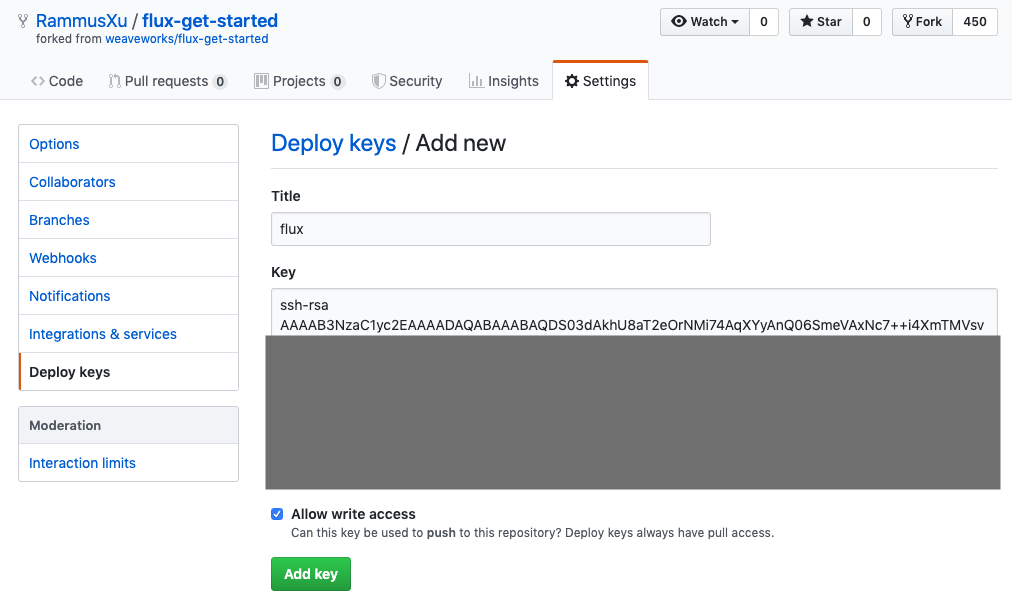 RammusXu / flux-get-started
forked from weaveworks/flux-get-started
Watch 0 Star 0 Fork 450
Code Pull requests 0 Projects 0 Security Insights Settings
Options
Collaborators
Branches
Webhooks
Notifications
Integrations & services
Deploy keys
Moderation
Interaction limits
Deploy keys / Add new
Title
flux
Key
ssh-rsa
AAAAB3NzaC1yc2EAAAADAQABAAABAQDS03dAkhU8aT2eOrNMi74AqXYyAnQ06SmeVAxNc7++i4XmTMVsv
Allow write access
Can this key be used to push to this repository? Deploy keys always have pull access.
Add key